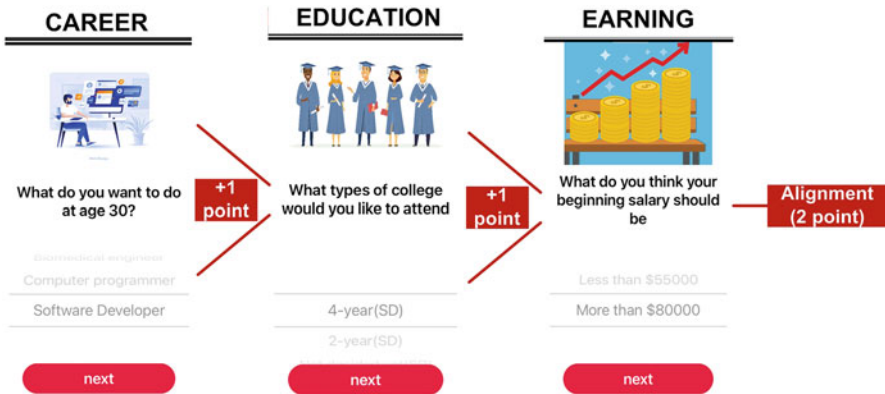 CAREER
What do you want to do
at age 30?
Biomedical engineer
Computer programmer
Software Developer
next
+1
point
EDUCATION
What types of college
would you like to attend
4-year(SD)
2-year(SD)
next
+1
point
EARNING
What do you think your
beginning salary should
be
Less than $55000
More than $80000
next
Alignment
(2 point)